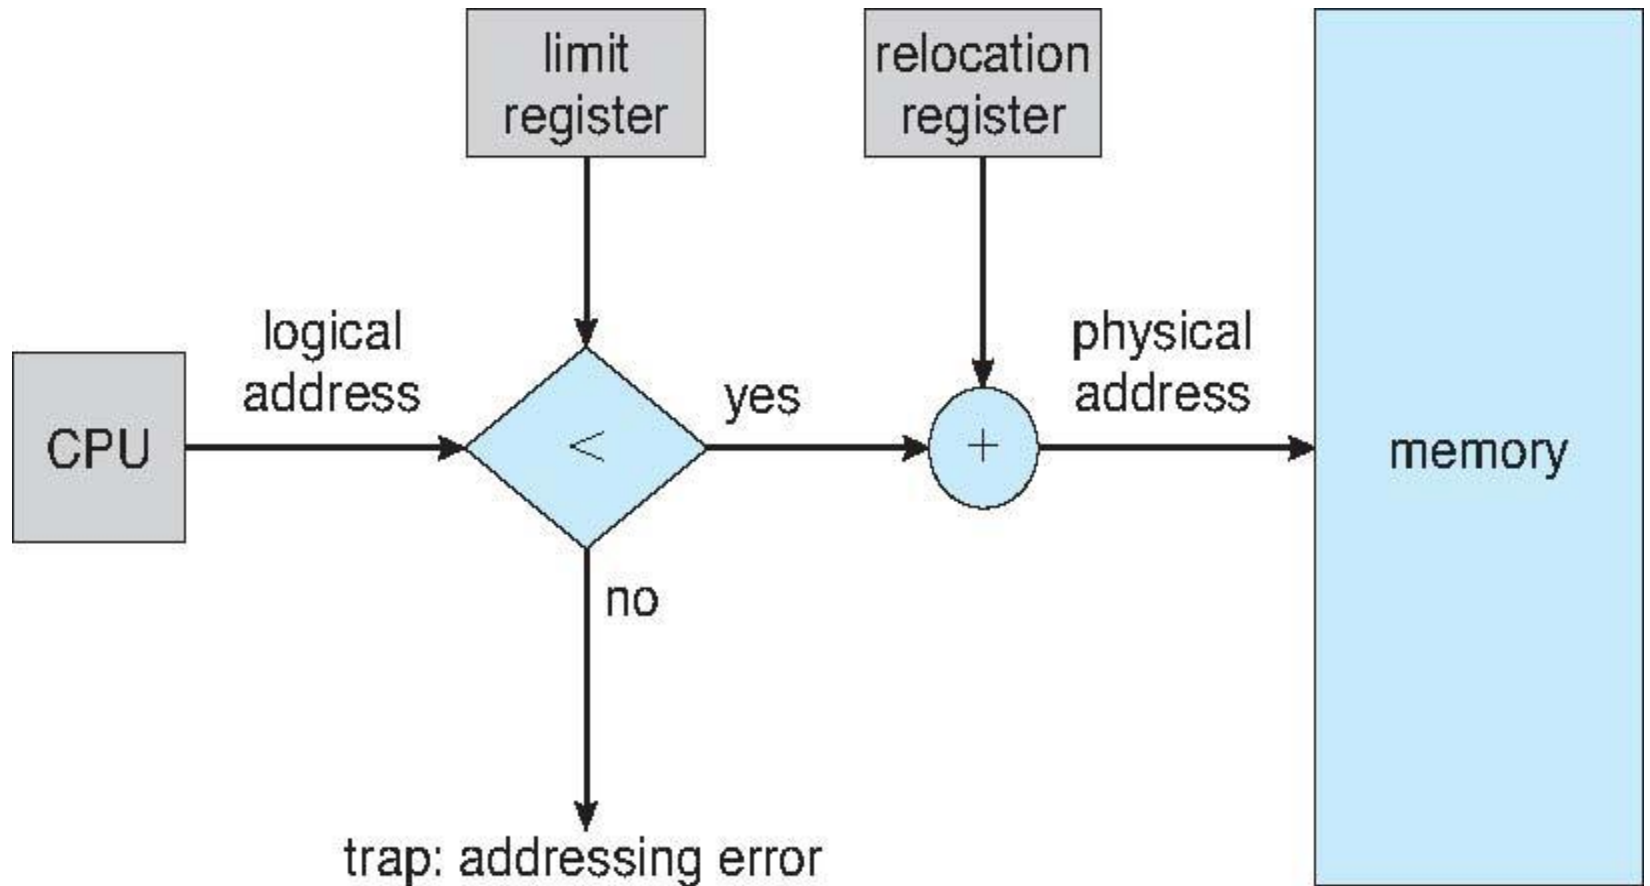 limit
register
relocation
register
logical
address
physical
address
CPU
<
yes
+
memory
no
trap: addressing error